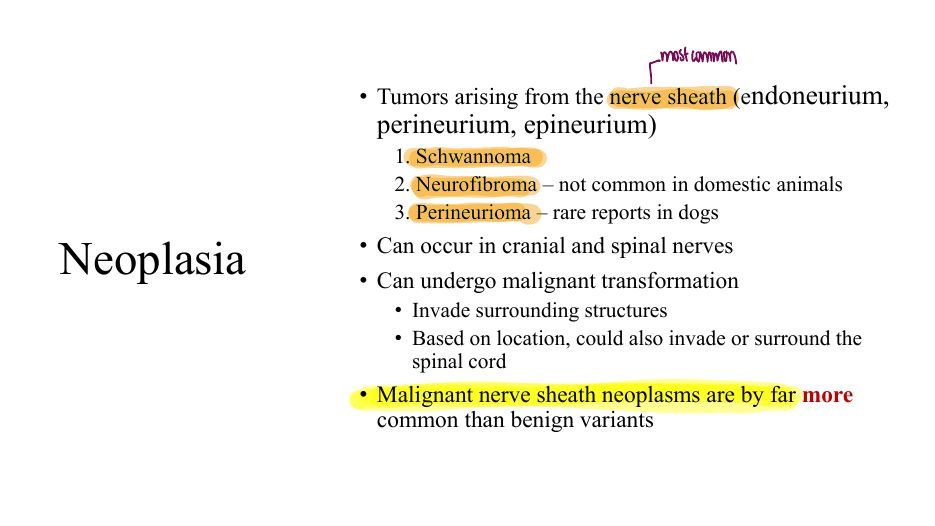 Neoplasia
most common
• Tumors arising from the nerve sheath (endoneurium,
perineurium, epineurium)
1. Schwannoma
2. Neurofibroma – not common in domestic animals
3. Perineurioma – rare reports in dogs
• Can occur in cranial and spinal nerves
• Can undergo malignant transformation
• Invade surrounding structures
• Based on location, could also invade or surround the
spinal cord
• Malignant nerve sheath neoplasms are by far more
common than benign variants